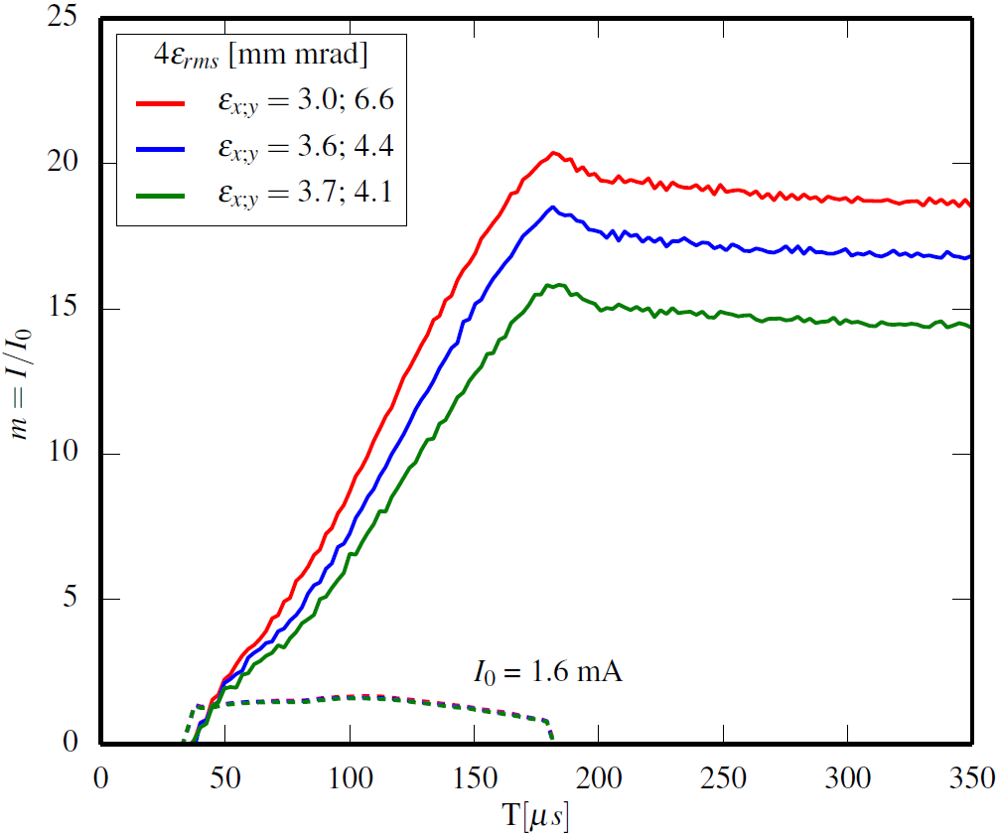 25
20
15
10
5
0
m = I/I₀
4εᵣₘₛ [mm mrad]
εₓ;ᵧ = 3.0; 6.6
εₓ;ᵧ = 3.6; 4.4
εₓ;ᵧ = 3.7; 4.1
I₀ = 1.6 mA
0 50 100 150 200 250 300 350
T[μs]